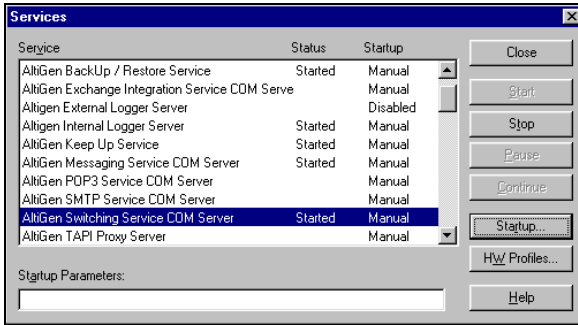 Services
Service Status Startup
AltiGen BackUp / Restore Service Started Manual
AltiGen Exchange Integration Service COM Serve Manual
Altigen External Logger Server Disabled
Altigen Internal Logger Server Started Manual
AltiGen Keep Up Service Started Manual
AltiGen Messaging Service COM Server Started Manual
AltiGen POP3 Service COM Server Manual
AltiGen SMTP Service COM Server Manual
AltiGen Switching Service COM Server Started Manual
AltiGen TAPI Proxy Server Manual
Startup Parameters:
Close
Start
Stop
Pause
Continue
Startup...
HW Profiles...
Help